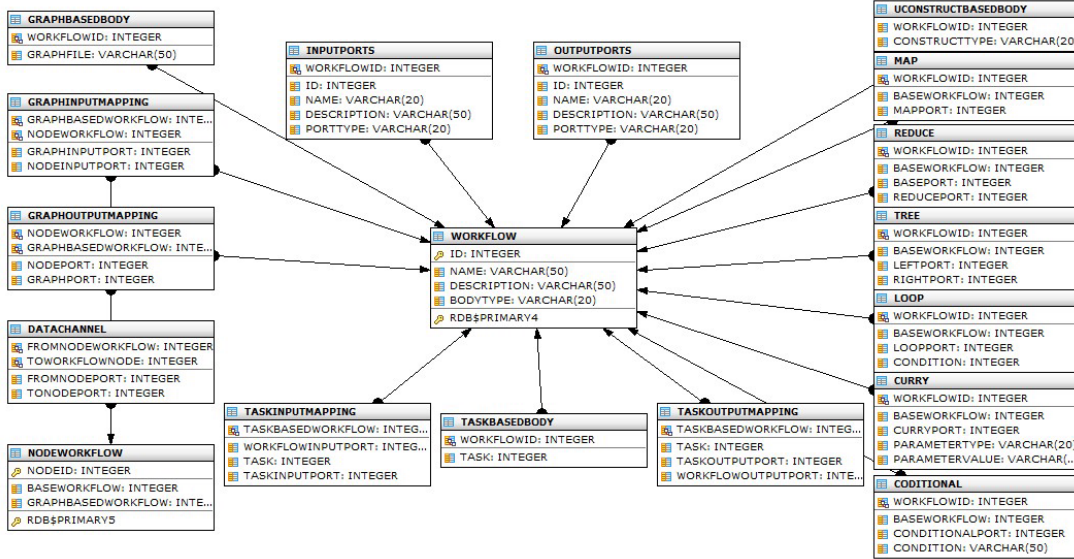 GRAPHBASEDBODY
WORKFLOWID: INTEGER
GRAPHFILE: VARCHAR(50)
GRAPHINPUTMAPPING
GRAPHBASEDWORKFLOW: INTE...
NODEWORKFLOW: INTEGER
GRAPHINPUTPORT: INTEGER
NODEINPUTPORT: INTEGER
GRAPHOUTPUTMAPPING
NODEWORKFLOW: INTEGER
GRAPHBASEDWORKFLOW: INTE...
NODEPORT: INTEGER
GRAPHPORT: INTEGER
DATACHANNEL
FROMNODEWORKFLOW: INTEGER
TOWORKFLOWNODE: INTEGER
FROMNODEPORT: INTEGER
TONODEPORT: INTEGER
NODEWORKFLOW
NODEID: INTEGER
BASEWORKFLOW: INTEGER
GRAPHBASEDWORKFLOW: INTE...
RDB$PRIMARY5
INPUTPORTS
WORKFLOWID: INTEGER
ID: INTEGER
NAME: VARCHAR(20)
DESCRIPTION: VARCHAR(50)
PORTTYPE: VARCHAR(20)
OUTPUTPORTS
WORKFLOWID: INTEGER
ID: INTEGER
NAME: VARCHAR(20)
DESCRIPTION: VARCHAR(50)
PORTTYPE: VARCHAR(20)
WORKFLOW
ID: INTEGER
NAME: VARCHAR(50)
DESCRIPTION: VARCHAR(50)
BODYTYPE: VARCHAR(20)
RDB$PRIMARY4
TASKINPUTMAPPING
TASKBASEDWORKFLOW: INTEG...
WORKFLOWINPUTPORT: INTEG...
TASK: INTEGER
TASKINPUTPORT: INTEGER
TASKBASEDBODY
WORKFLOWID: INTEGER
TASK: INTEGER
TASKOUTPUTMAPPING
TASKBASEDWORKFLOW: INTEG...
TASK: INTEGER
TASKOUTPUTPORT: INTEGER
WORKFLOWOUTPUTPORT: INTE...
UCONSTRUCTBASEDBODY
WORKFLOWID: INTEGER
CONSTRUCTTYPE: VARCHAR(20
MAP
WORKFLOWID: INTEGER
BASEWORKFLOW: INTEGER
MAPPORT: INTEGER
REDUCE
WORKFLOWID: INTEGER
BASEWORKFLOW: INTEGER
BASEPORT: INTEGER
REDUCEPORT: INTEGER
TREE
WORKFLOWID: INTEGER
BASEWORKFLOW: INTEGER
LEFTPORT: INTEGER
RIGHTPORT: INTEGER
LOOP
WORKFLOWID: INTEGER
BASEWORKFLOW: INTEGER
LOOPPORT: INTEGER
CONDITION: INTEGER
CURRY
WORKFLOWID: INTEGER
BASEWORKFLOW: INTEGER
CURRYPORT: INTEGER
PARAMETERTYPE: VARCHAR(20)
PARAMETERVALUE: VARCHAR(...
CODITIONAL
WORKFLOWID: INTEGER
BASEWORKFLOW: INTEGER
CONDITIONALPORT: INTEGER
CONDITION: VARCHAR(50)